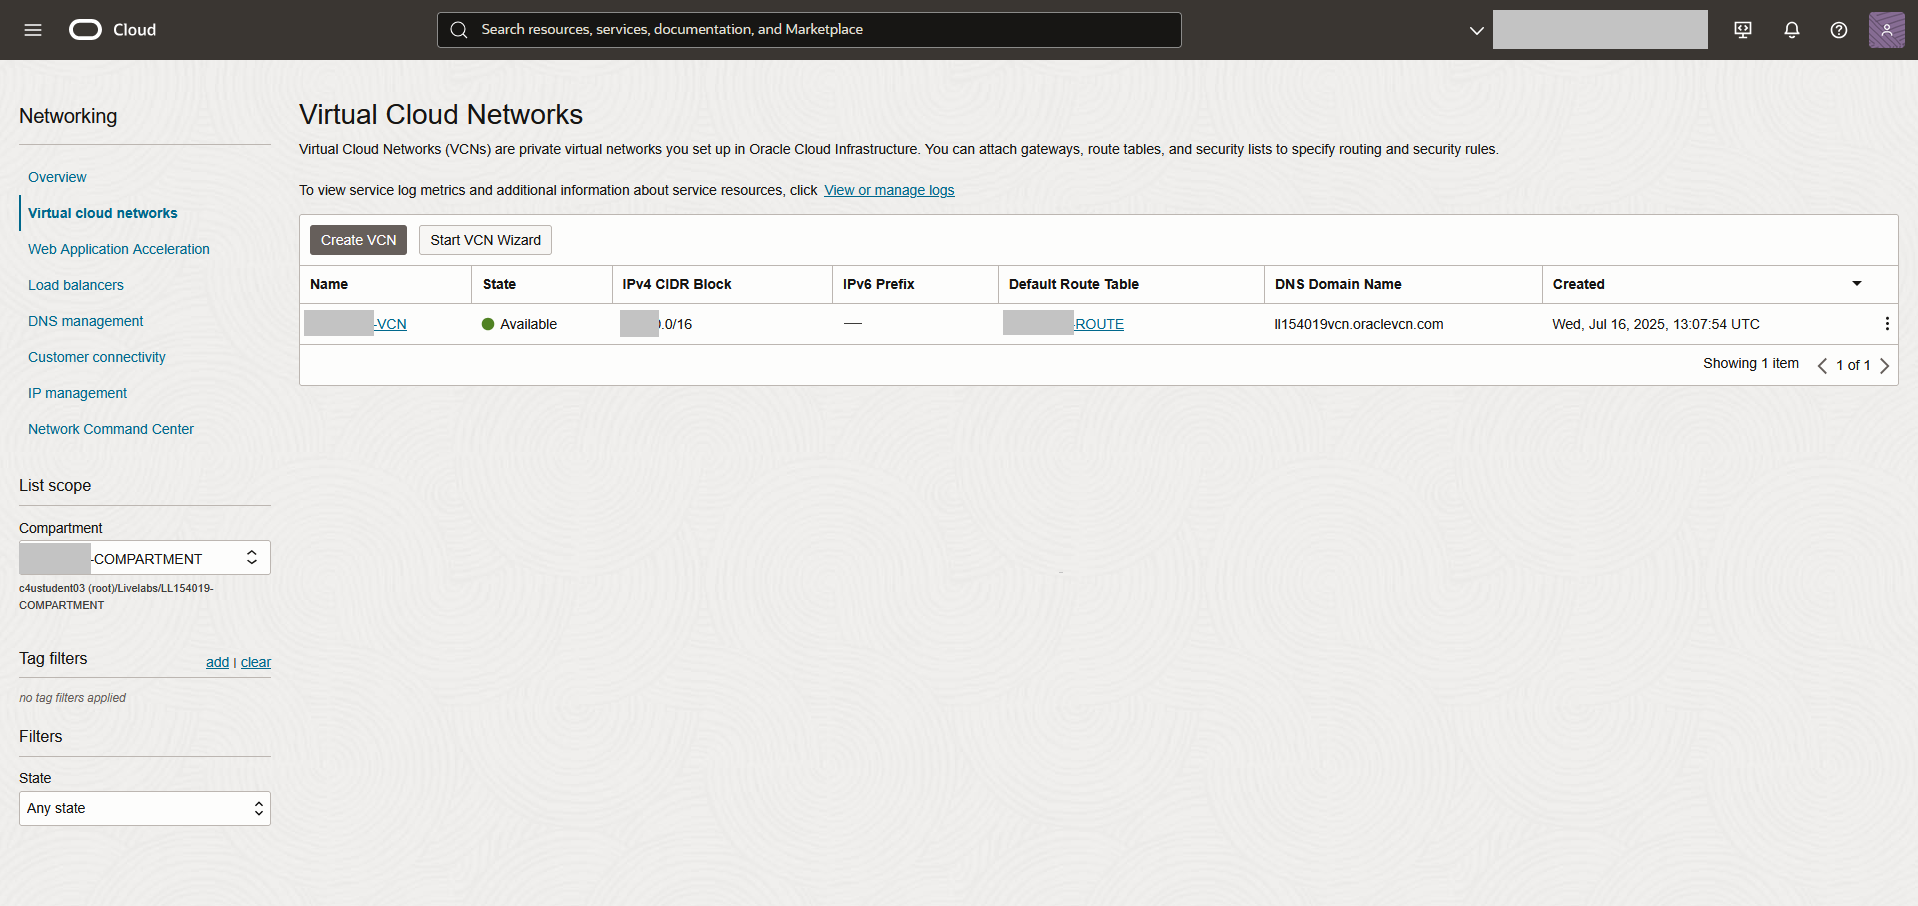 Cloud
Search resources, services, documentation, and Marketplace
Networking
Overview
Virtual cloud networks
Web Application Acceleration
Load balancers
DNS management
Customer connectivity
IP management
Network Command Center
List scope
Compartment
-COMPARTMENT
c4ustudent03 (root)/Livelabs/LL154019-
COMPARTMENT
Tag filters add | clear
no tag filters applied
Filters
State
Any state
Virtual Cloud Networks
Virtual Cloud Networks (VCNs) are private virtual networks you set up in Oracle Cloud Infrastructure. You can attach gateways, route tables, and security lists to specify routing and security rules.
To view service log metrics and additional information about service resources, click View or manage logs
Create VCN Start VCN Wizard
Name State IPv4 CIDR Block IPv6 Prefix Default Route Table DNS Domain Name Created
-VCN Available .0/16 — -ROUTE ll154019vcn.oraclevcn.com Wed, Jul 16, 2025, 13:07:54 UTC
Showing 1 item 1 of 1